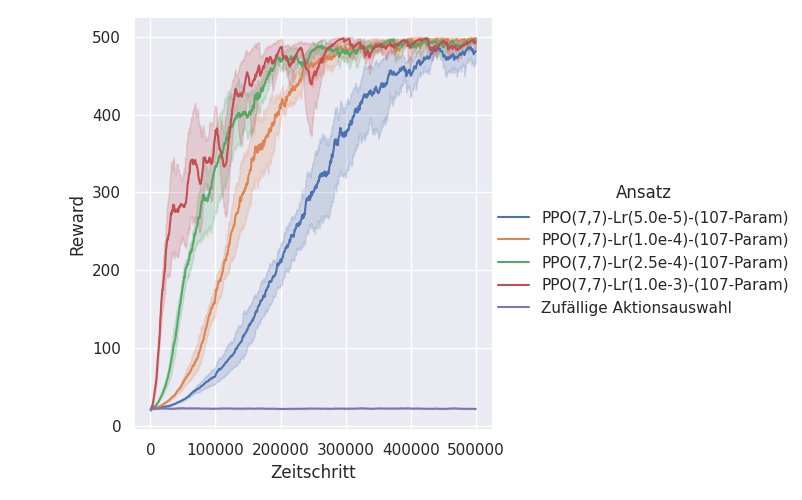 500
400
300
200
100
0
Reward
0 100000 200000 300000 400000 500000
Zeitschritt
Ansatz
PPO(7,7)-Lr(5.0e-5)-(107-Param)
PPO(7,7)-Lr(1.0e-4)-(107-Param)
PPO(7,7)-Lr(2.5e-4)-(107-Param)
PPO(7,7)-Lr(1.0e-3)-(107-Param)
Zufällige Aktionsauswahl